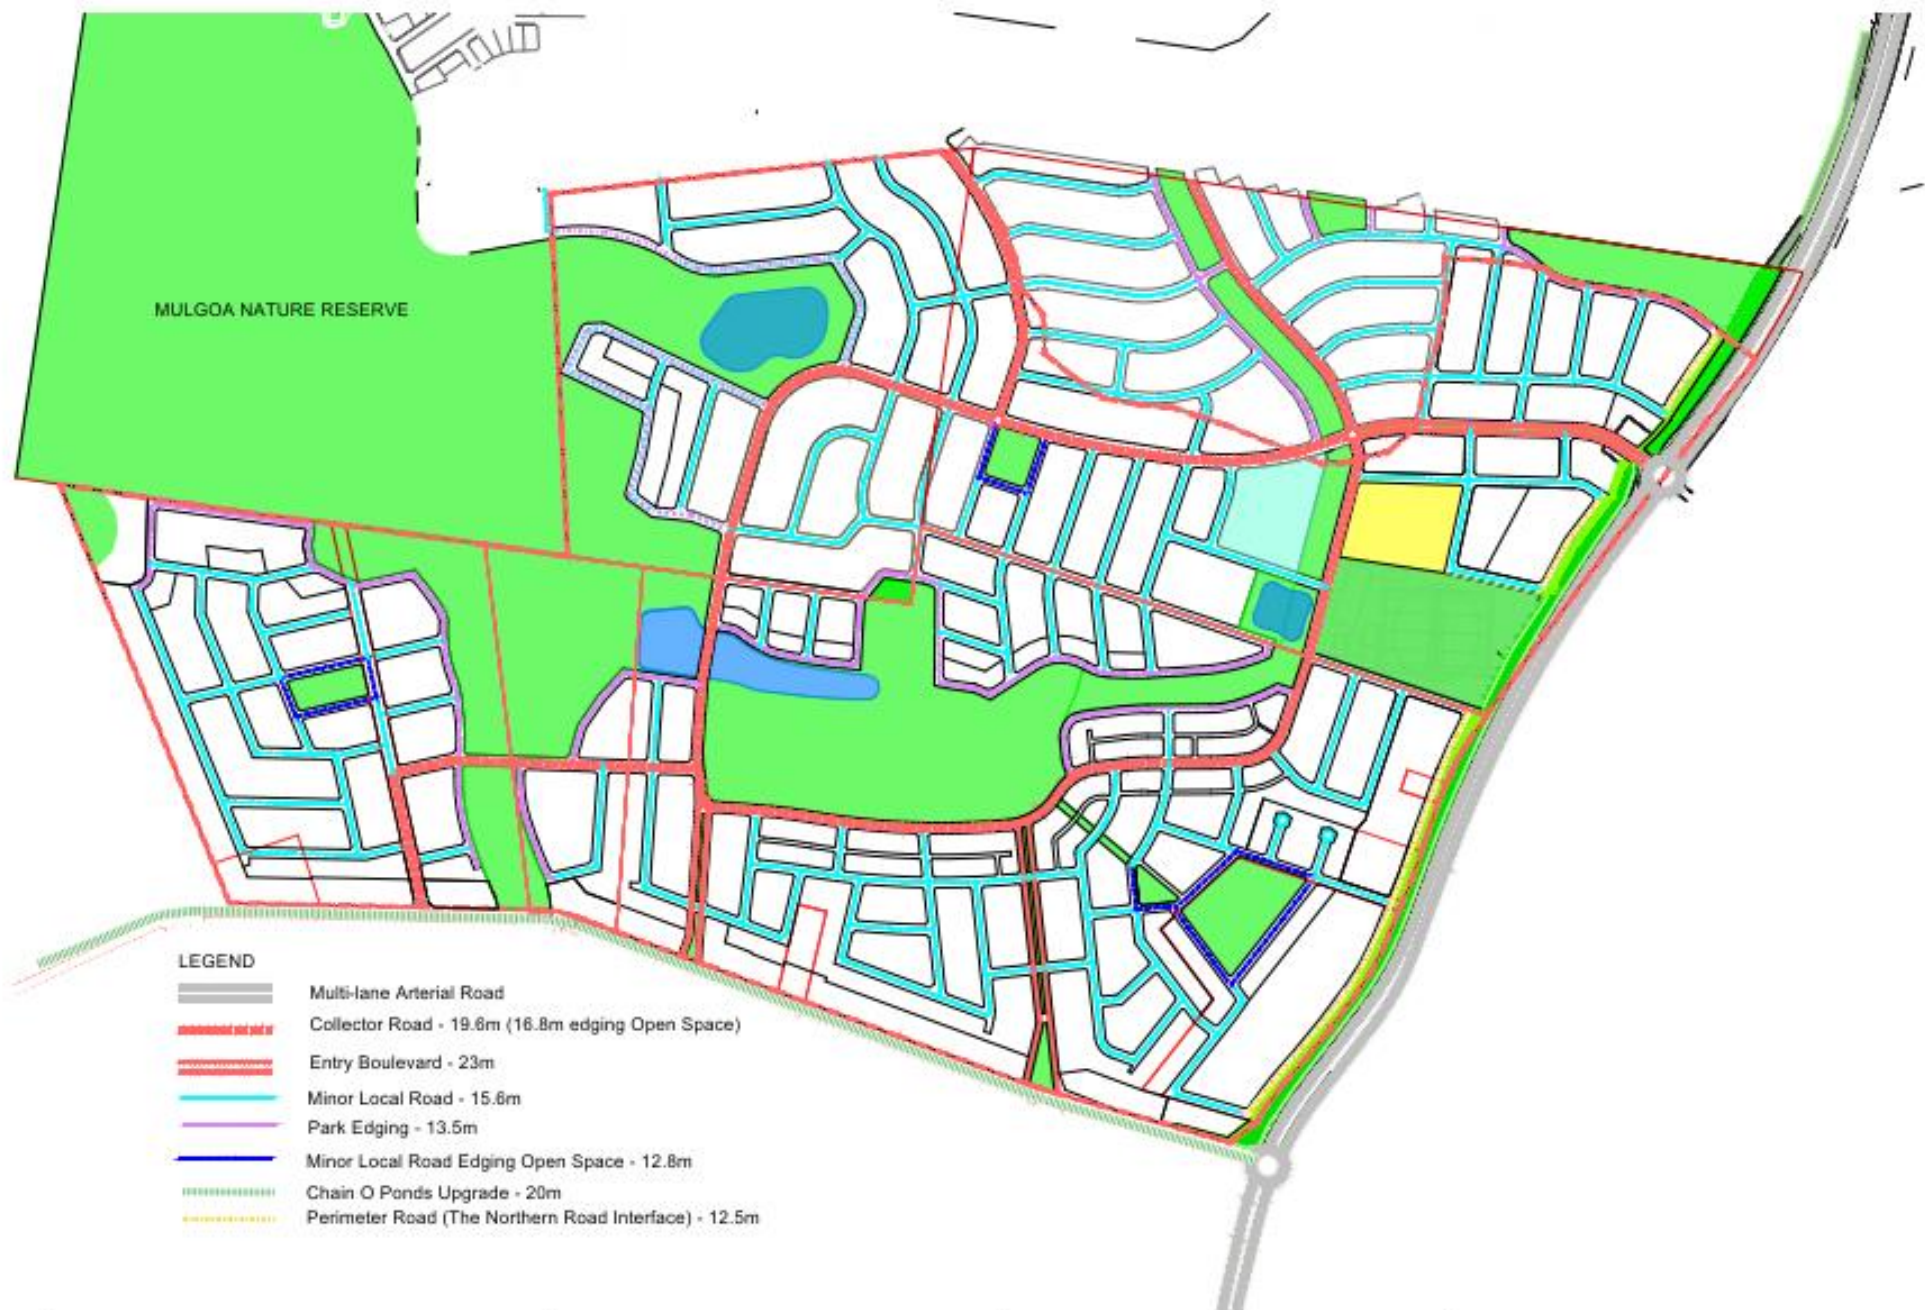 MULGOA NATURE RESERVE
LEGEND
Multi-lane Arterial Road
Collector Road - 19.6m (16.8m edging Open Space)
Entry Boulevard - 23m
Minor Local Road - 15.6m
Park Edging - 13.5m
Minor Local Road Edging Open Space - 12.8m
Chain O Ponds Upgrade - 20m
Perimeter Road (The Northern Road Interface) - 12.5m